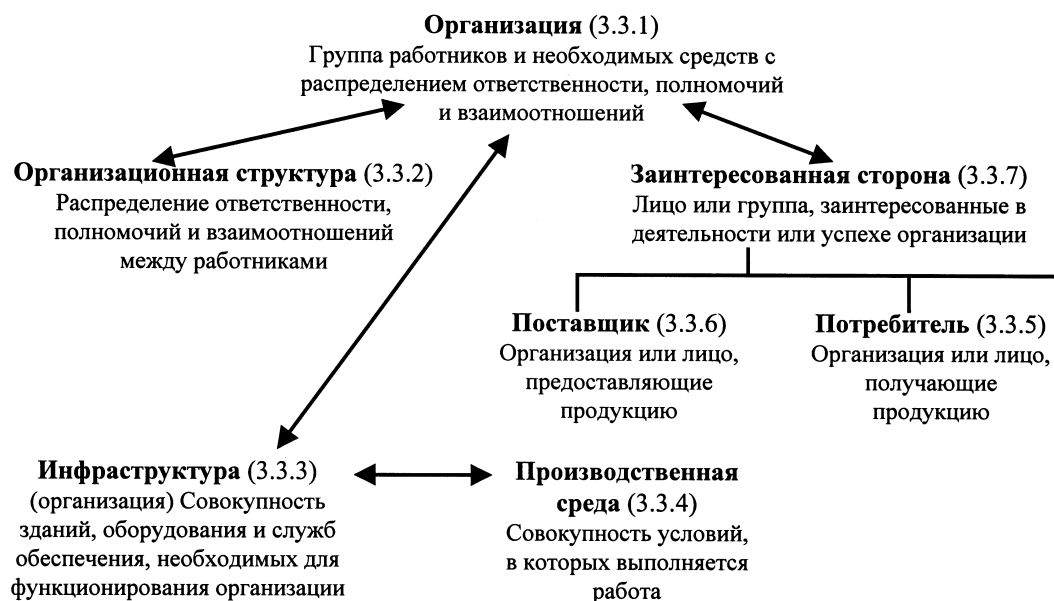 Организация (3.3.1)
Группа работников и необходимых средств с
распределением ответственности, полномочий
и взаимоотношений
Организационная структура (3.3.2)
Распределение ответственности,
полномочий и взаимоотношений
между работниками
Заинтересованная сторона (3.3.7)
Лицо или группа, заинтересованные в
деятельности или успехе организации
Поставщик (3.3.6)
Организация или лицо,
предоставляющие
продукцию
Потребитель (3.3.5)
Организация или лицо,
получающие
продукцию
Инфраструктура (3.3.3)
(организация) Совокупность
зданий, оборудования и служб
обеспечения, необходимых для
функционирования организации
Производственная
среда (3.3.4)
Совокупность условий,
в которых выполняется
работа